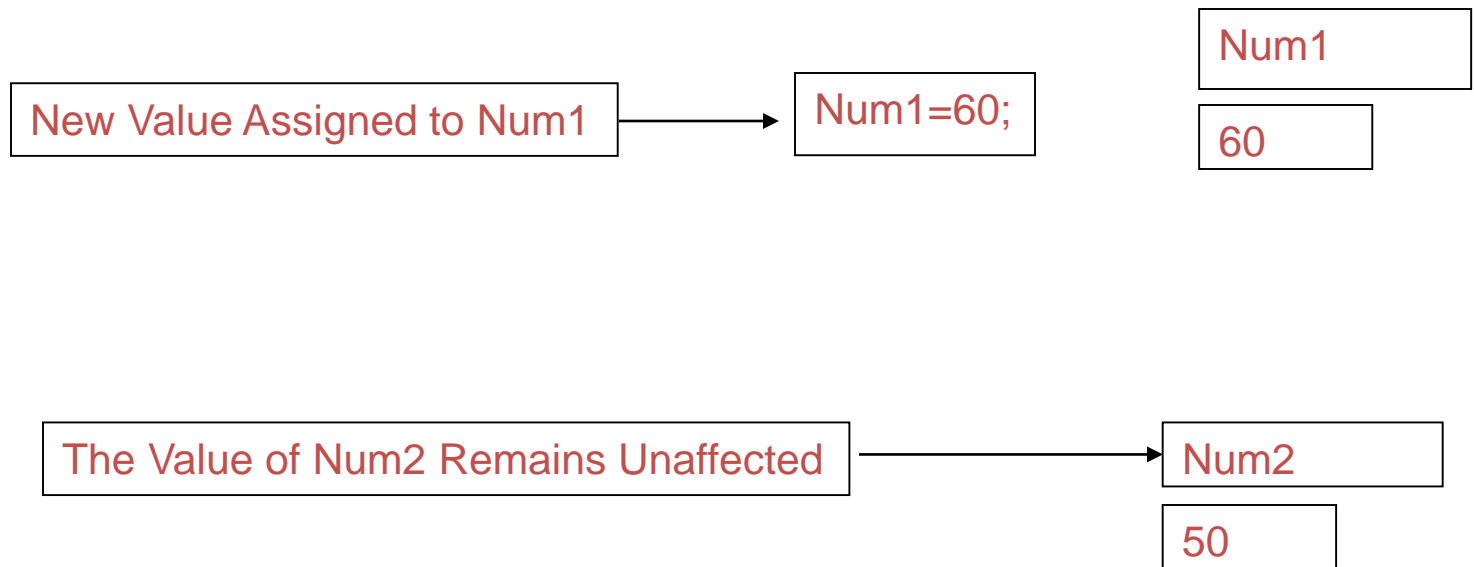 Num1
New Value Assigned to Num1
Num1=60;
60
The Value of Num2 Remains Unaffected
Num2
50